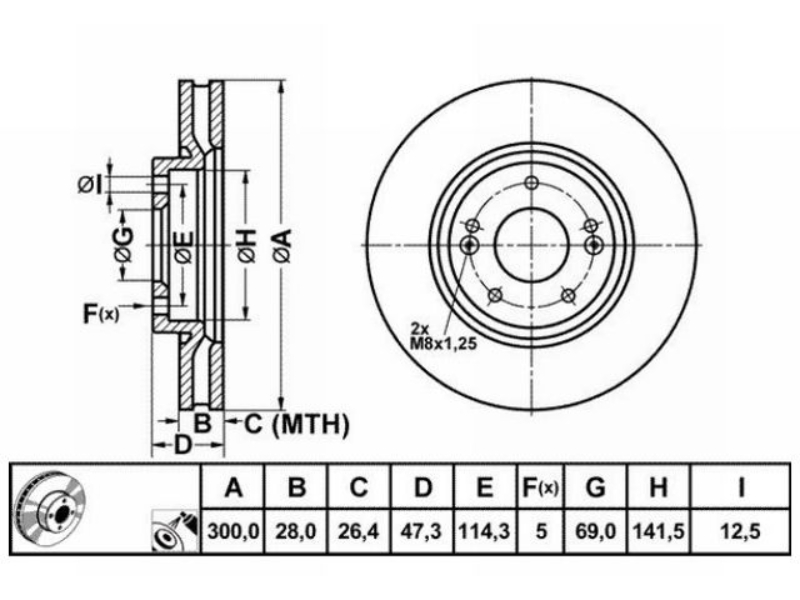 ØI
ØG
ØE
ØH
ØA
F(x)
2x
M8x1,25
B
C (MTH)
D
A B C D E F(x) G H I
300,0 28,0 26,4 47,3 114,3 5 69,0 141,5 12,5